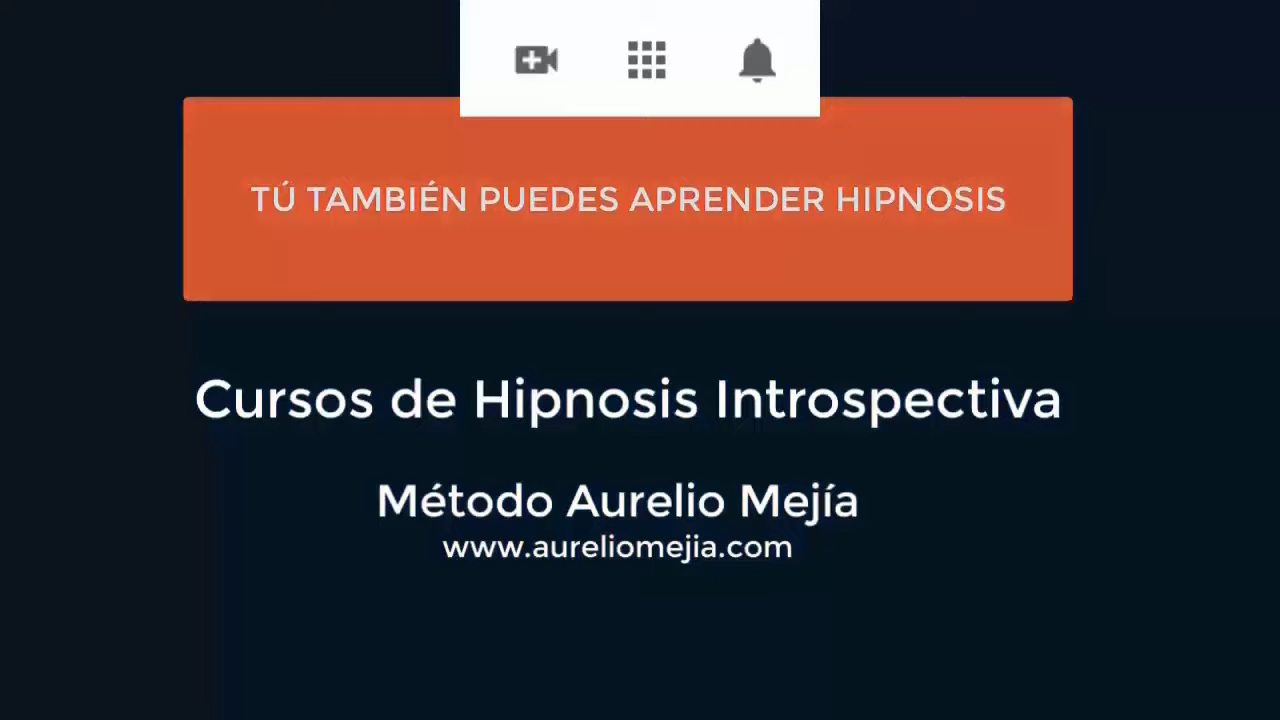 TÚ TAMBIÉN PUEDES APRENDER HIPNOSIS
Cursos de Hipnosis Introspectiva
Método Aurelio Mejía
www.aureliomejia.com